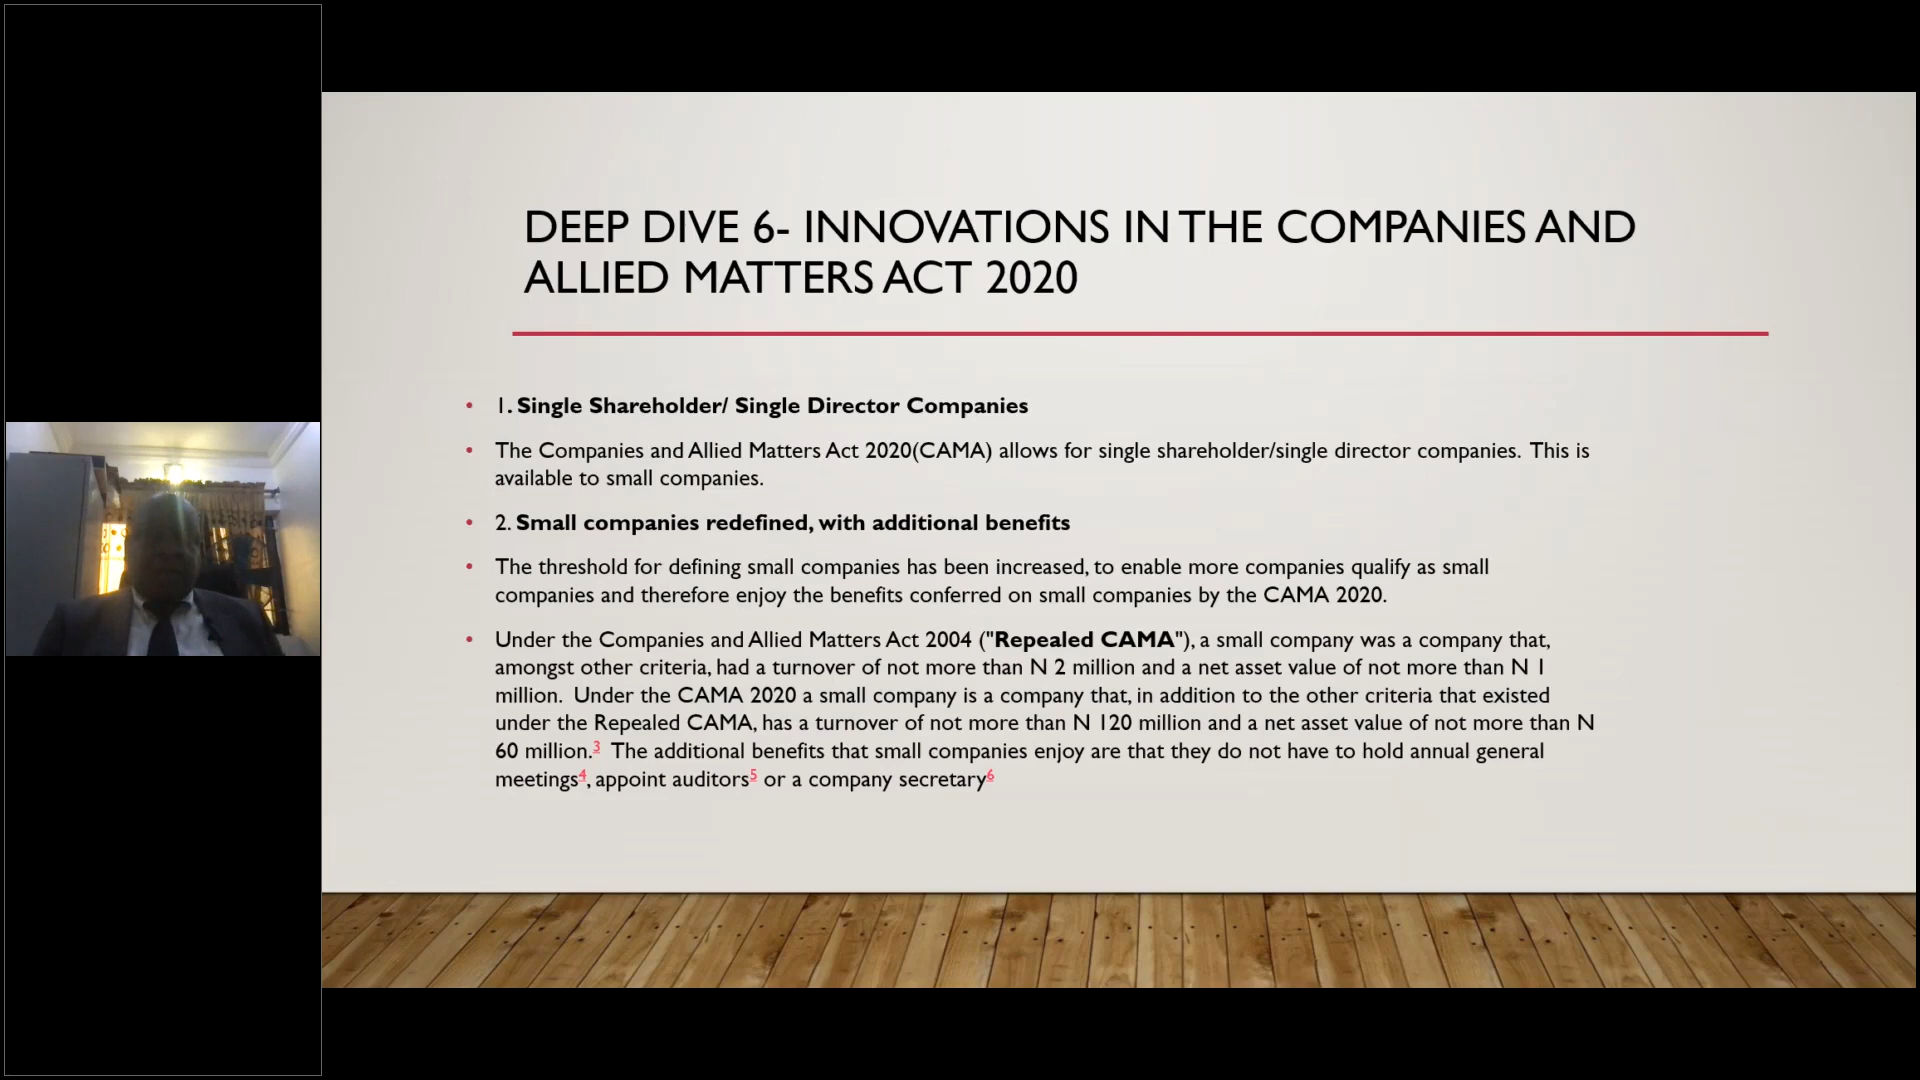 DEEP DIVE 6- INNOVATIONS IN THE COMPANIES AND
ALLIED MATTERS ACT 2020
• 1. Single Shareholder/ Single Director Companies
• The Companies and Allied Matters Act 2020(CAMA) allows for single shareholder/single director companies. This is
available to small companies.
• 2. Small companies redefined, with additional benefits
• The threshold for defining small companies has been increased, to enable more companies qualify as small
companies and therefore enjoy the benefits conferred on small companies by the CAMA 2020.
• Under the Companies and Allied Matters Act 2004 ("Repealed CAMA"), a small company was a company that,
amongst other criteria, had a turnover of not more than N 2 million and a net asset value of not more than N 1
million. Under the CAMA 2020 a small company is a company that, in addition to the other criteria that existed
under the Repealed CAMA, has a turnover of not more than N 120 million and a net asset value of not more than N
60 million.3 The additional benefits that small companies enjoy are that they do not have to hold annual general
meetings4, appoint auditors5 or a company secretary6